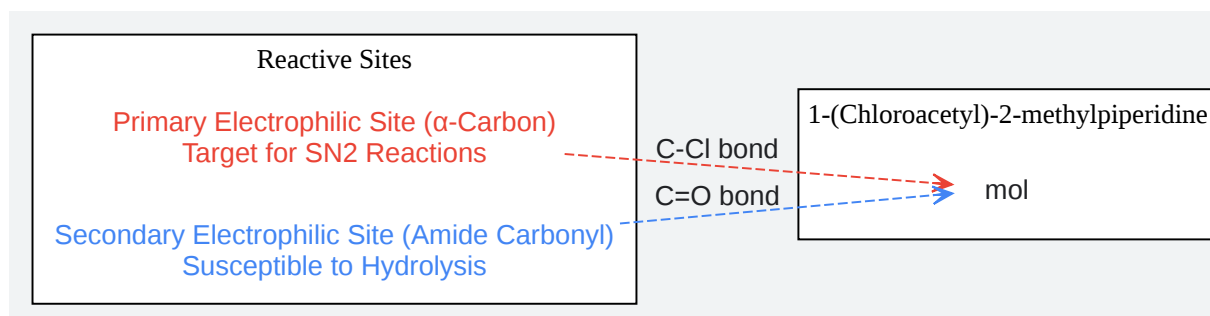 Reactive Sites
Primary Electrophilic Site (α-Carbon)
Target for SN2 Reactions
Secondary Electrophilic Site (Amide Carbonyl)
Susceptible to Hydrolysis
C-Cl bond
C=O bond
1-(Chloroacetyl)-2-methylpiperidine
mol